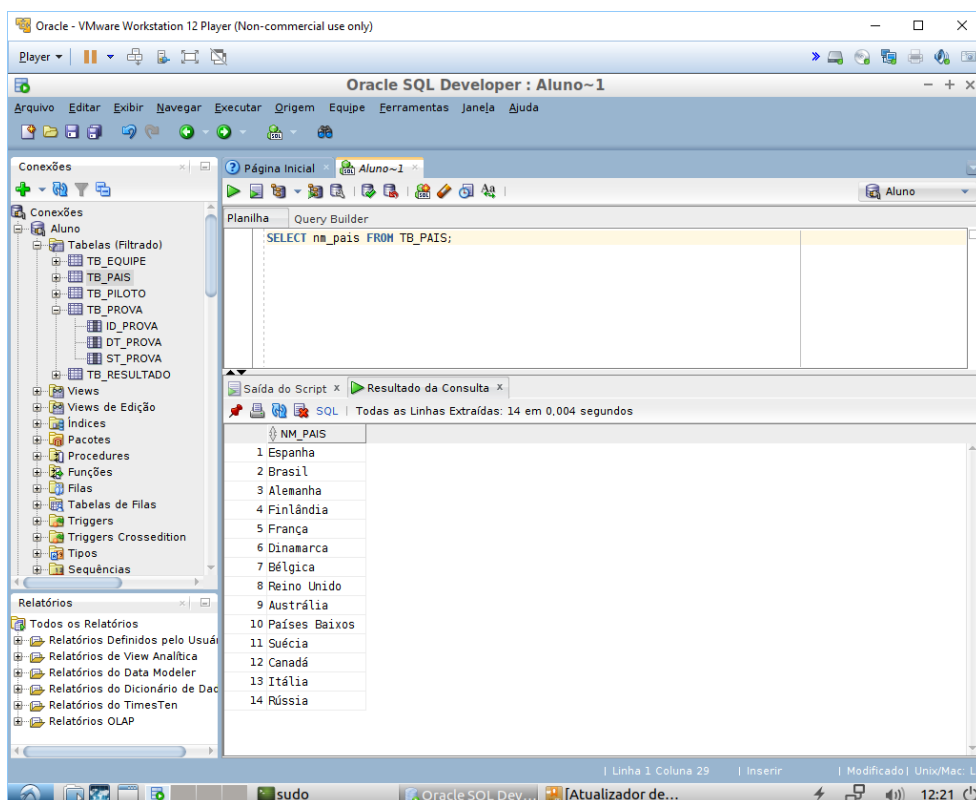 Oracle - VMware Workstation 12 Player (Non-commercial use only)
Player
Oracle SQL Developer : Aluno~1
Arquivo Editar Exibir Navegar Executar Origem Equipe Ferramentas Janela Ajuda
Conexões
Conexões
Aluno
Tabelas (Filtrado)
TB_EQUIPE
TB_PAIS
TB_PILOTO
TB_PROVA
ID_PROVA
DT_PROVA
ST_PROVA
TB_RESULTADO
Views
Views de Edição
Índices
Pacotes
Procedures
Funções
Filas
Tabelas de Filas
Triggers
Triggers Crossedition
Tipos
Sequências
Relatórios
Todos os Relatórios
Relatórios Definidos pelo Usuár
Relatórios de View Analítica
Relatórios do Data Modeler
Relatórios do Dicionário de Dad
Relatórios do TimesTen
Relatórios OLAP
Página Inicial
Aluno~1
Aluno
Planilha Query Builder
SELECT nm_pais FROM TB_PAIS;
Saída do Script x Resultado da Consulta x
SQL | Todas as Linhas Extraídas: 14 em 0,004 segundos
NM_PAIS
1 Espanha
2 Brasil
3 Alemanha
4 Finlândia
5 França
6 Dinamarca
7 Bélgica
8 Reino Unido
9 Austrália
10 Países Baixos
11 Suécia
12 Canadá
13 Itália
14 Rússia
| Linha 1 Coluna 29 | Inserir | Modificado | Unix/Mac: L
sudo Oracle SQL Dev... [Atualizador de... 12:21